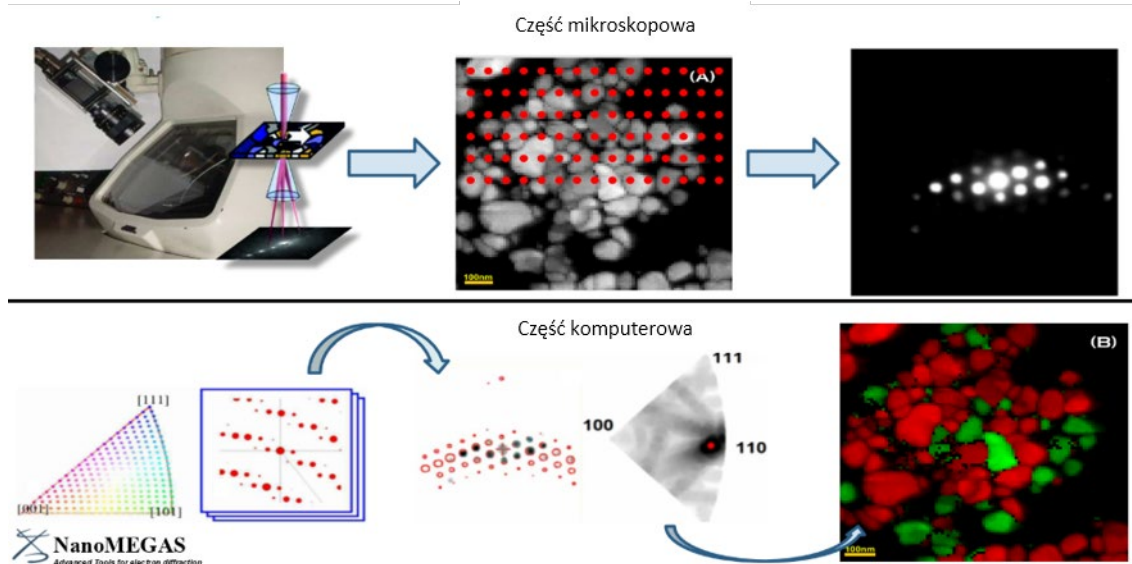 Część mikroskopowa
(A)
100nm
Część komputerowa
[111]
[001]
[101]
111
100
110
(B)
100nm
NanoMEGAS
Advanced Tools for electron diffraction